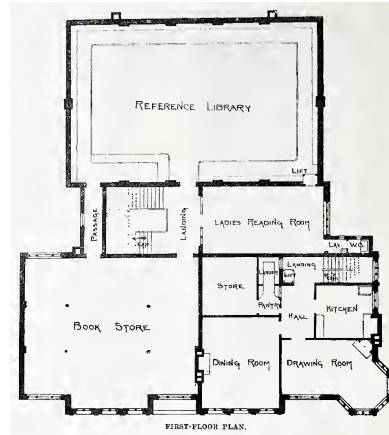 REFERENCE LIBRARY
LIFT
PASSAGE
LANDING
LADIES READING ROOM
LAV.
W.C.
STORE
LARDER
LANDING
LIFT
PANTRY
HALL
KITCHEN
BOOK STORE
DINING ROOM
DRAWING ROOM
FIRST-FLOOR PLAN.